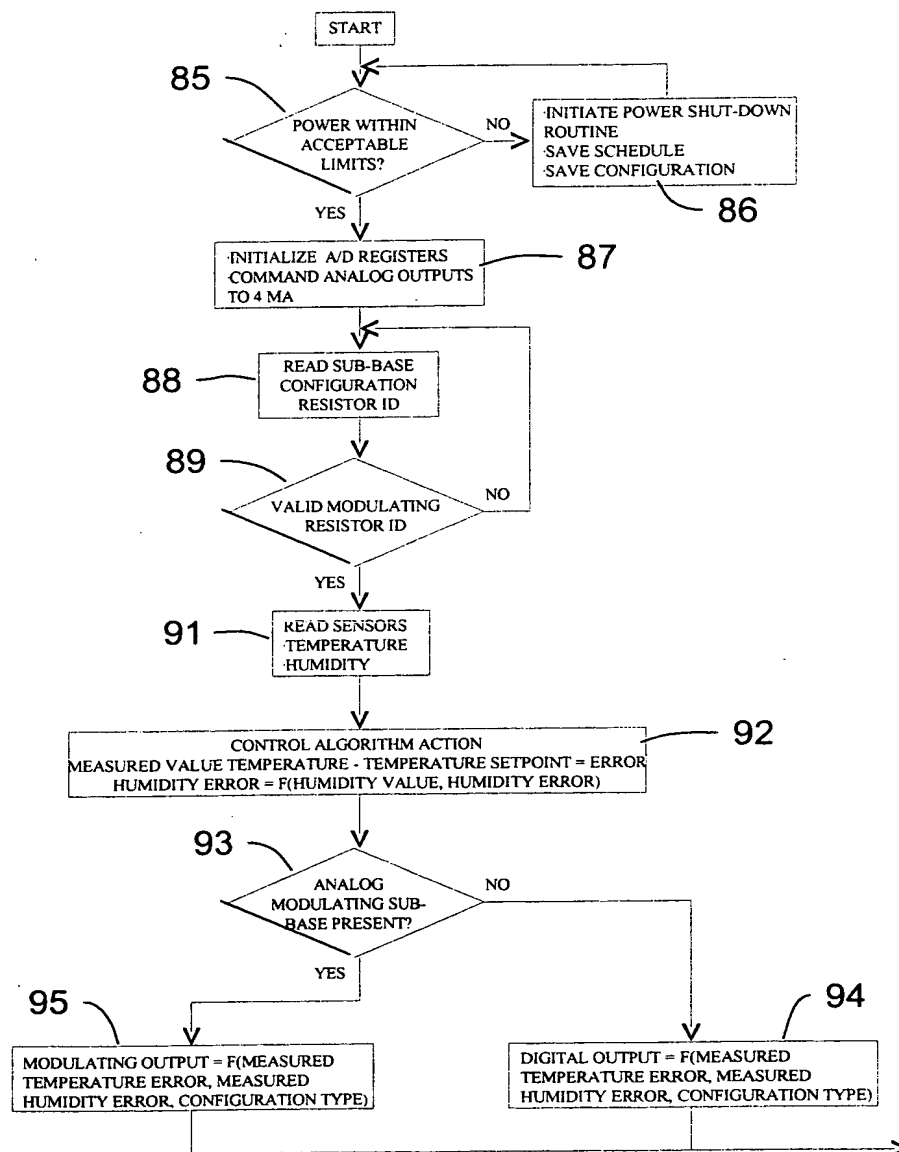 START
85
POWER WITHIN
ACCEPTABLE
LIMITS?
NO
·INITIATE POWER SHUT-DOWN
ROUTINE
·SAVE SCHEDULE
·SAVE CONFIGURATION
86
YES
·INITIALIZE A/D REGISTERS
·COMMAND ANALOG OUTPUTS
TO 4 MA
87
88
READ SUB-BASE
CONFIGURATION
RESISTOR ID
89
VALID MODULATING
RESISTOR ID
NO
YES
91
READ SENSORS
·TEMPERATURE
·HUMIDITY
92
CONTROL ALGORITHM ACTION
MEASURED VALUE TEMPERATURE - TEMPERATURE SETPOINT = ERROR
HUMIDITY ERROR = F(HUMIDITY VALUE, HUMIDITY ERROR)
93
ANALOG
MODULATING SUB-
BASE PRESENT?
NO
YES
95
MODULATING OUTPUT = F(MEASURED
TEMPERATURE ERROR, MEASURED
HUMIDITY ERROR, CONFIGURATION TYPE)
94
DIGITAL OUTPUT = F(MEASURED
TEMPERATURE ERROR, MEASURED
HUMIDITY ERROR, CONFIGURATION TYPE)